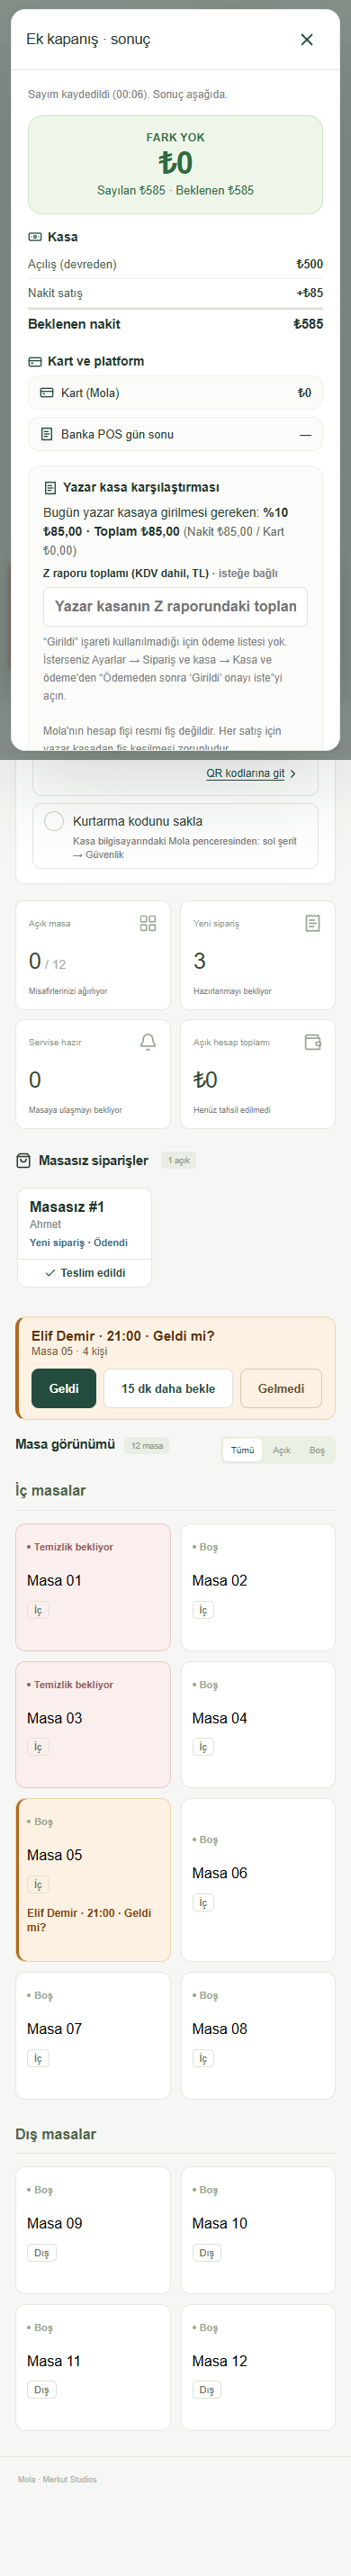 Ek kapanış · sonuç
Sayım kaydedildi (00:06). Sonuç aşağıda.
FARK YOK
₺0
Sayılan ₺585 · Beklenen ₺585
Kasa
Açılış (devreden) ₺500
Nakit satış +₺85
Beklenen nakit ₺585
Kart ve platform
Kart (Mola) ₺0
Banka POS gün sonu —
Yazar kasa karşılaştırması
Bugün yazar kasaya girilmesi gereken: %10
₺85,00 · Toplam ₺85,00 (Nakit ₺85,00 / Kart
₺0,00)
Z raporu toplamı (KDV dahil, TL) · isteğe bağlı
Yazar kasanın Z raporundaki toplan
“Girildi” işareti kullanılmadığı için ödeme listesi yok.
İsterseniz Ayarlar → Sipariş ve kasa → Kasa ve
ödeme'den “Ödemeden sonra ‘Girildi’ onayı iste”yi
açın.
Mola'nın hesap fişi resmi fiş değildir. Her satış için
yazar kasadan fiş kesilmesi zorunludur.
QR kodlarına git
Kurtarma kodunu sakla
Kasa bilgisayarındaki Mola penceresinden: sol şerit
→ Güvenlik
Açık masa
0 / 12
Misafirlerinizi ağırlıyor
Yeni sipariş
3
Hazırlanmayı bekliyor
Servise hazır
0
Masaya ulaşmayı bekliyor
Açık hesap toplamı
₺0
Henüz tahsil edilmedi
Masasız siparişler 1 açık
Masasız #1
Ahmet
Yeni sipariş · Ödendi
Teslim edildi
Elif Demir · 21:00 · Geldi mi?
Masa 05 · 4 kişi
Geldi 15 dk daha bekle Gelmedi
Masa görünümü 12 masa Tümü Açık Boş
İç masalar
• Temizlik bekliyor
Masa 01
İç
• Boş
Masa 02
İç
• Temizlik bekliyor
Masa 03
İç
• Boş
Masa 04
İç
• Boş
Masa 05
İç
Elif Demir · 21:00 · Geldi
mi?
• Boş
Masa 06
İç
• Boş
Masa 07
İç
• Boş
Masa 08
İç
Dış masalar
• Boş
Masa 09
Dış
• Boş
Masa 10
Dış
• Boş
Masa 11
Dış
• Boş
Masa 12
Dış
Mola · Merkut Studios